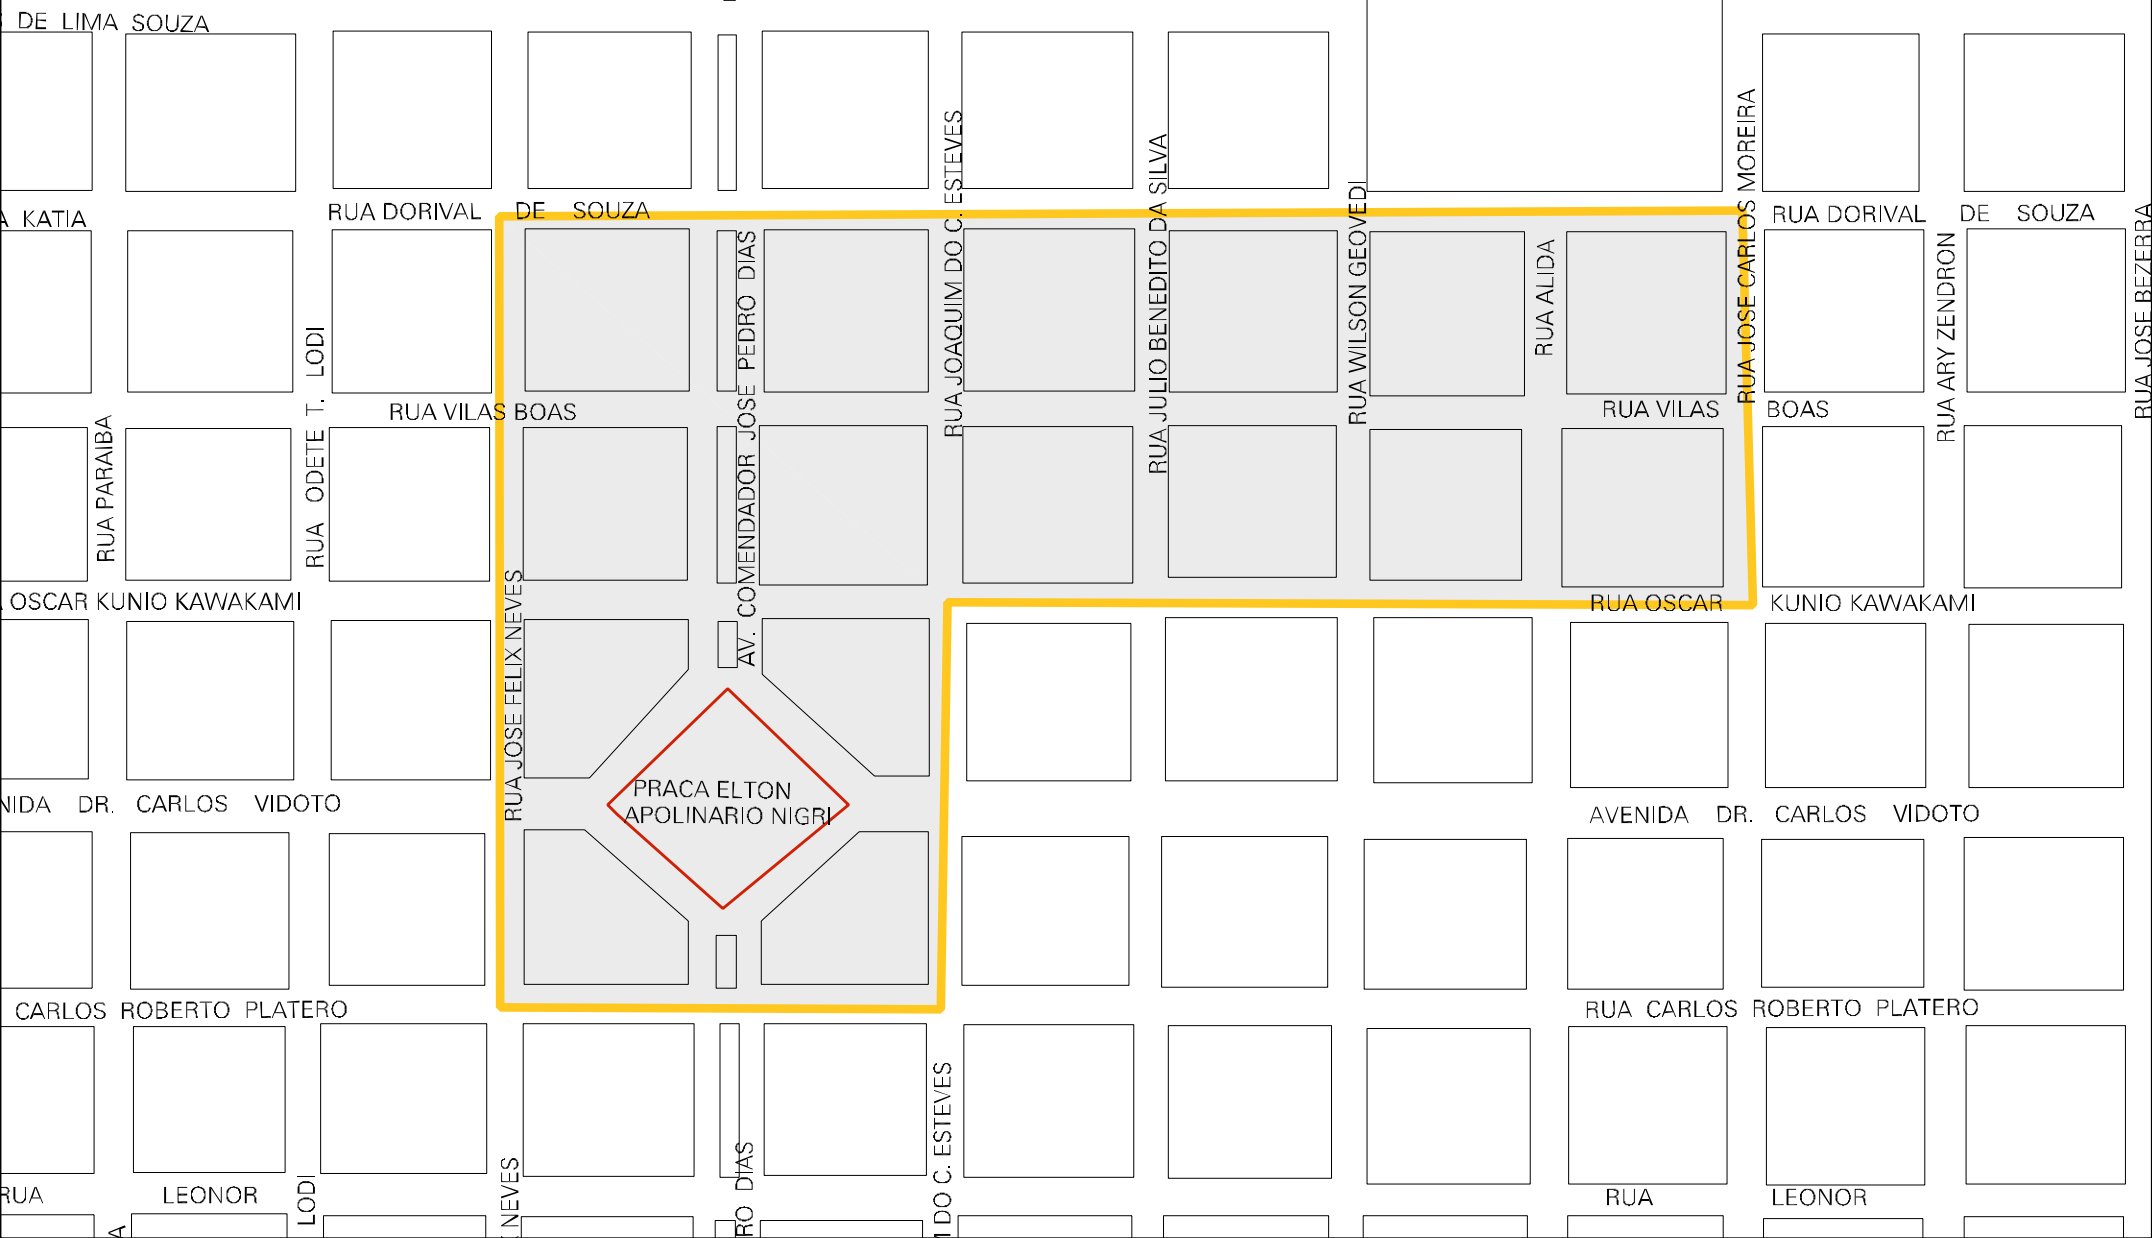 DE LIMA SOUZA
KATIA
RUA DORIVAL DE SOUZA
RUA DORIVAL DE SOUZA
RUA JOAQUIM DO C. ESTEVES
RUA JULIO BENEDITO DA SILVA
RUA WILSON GEOVEDI
RUA ALIDA
RUA JOSE CARLOS MOREIRA
RUA ARY ZENDRON
RUA JOSE BEZERRA
AV. COMENDADOR JOSE PEDRO DIAS
RUA PARAIBA
RUA ODETE T. LODI
RUA VILAS BOAS
RUA VILAS BOAS
OSCAR KUNIO KAWAKAMI
RUA OSCAR KUNIO KAWAKAMI
RUA JOSE FELIX NEVES
PRACA ELTON
APOLINARIO NIGRI
NIDA DR. CARLOS VIDOTO
AVENIDA DR. CARLOS VIDOTO
CARLOS ROBERTO PLATERO
RUA CARLOS ROBERTO PLATERO
RUA LEONOR
LODI
NEVES
RO DIAS
DO C. ESTEVES
RUA LEONOR